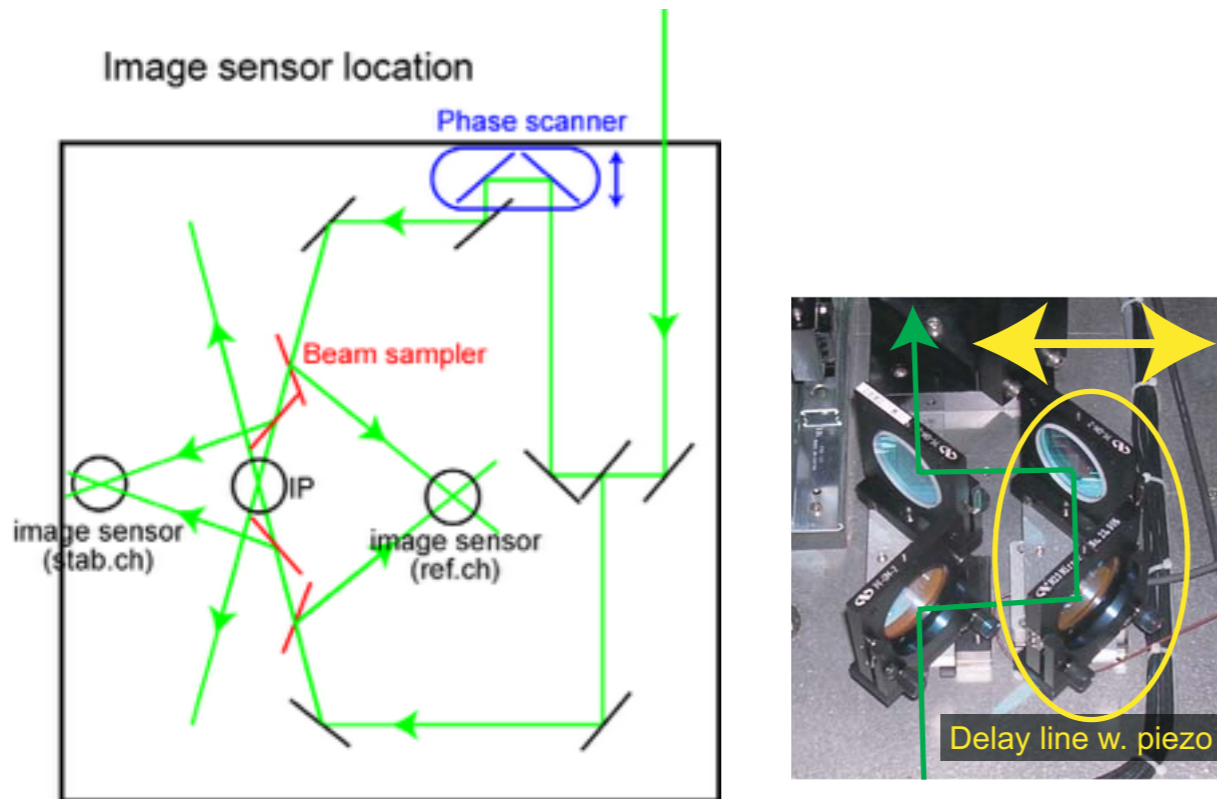 Image sensor location
Phase scanner
Beam sampler
IP
image sensor
(stab.ch)
image sensor
(ref.ch)
Delay line w. piezo